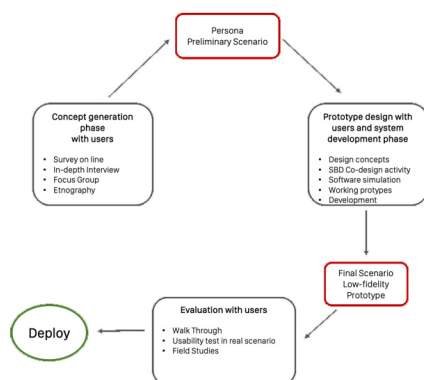 Persona
Preliminary Scenario
Concept generation
phase
with users
• Survey on line
• In-depth Interview
• Focus Group
• Etnography
Prototype design with
users and system
development phase
• Design concepts
• SBD Co-design activity
• Software simulation
• Working protypes
• Development
Final Scenario
Low-fidelity
Prototype
Evaluation with users
• Walk Through
• Usability test in real scenario
• Field Studies
Deploy